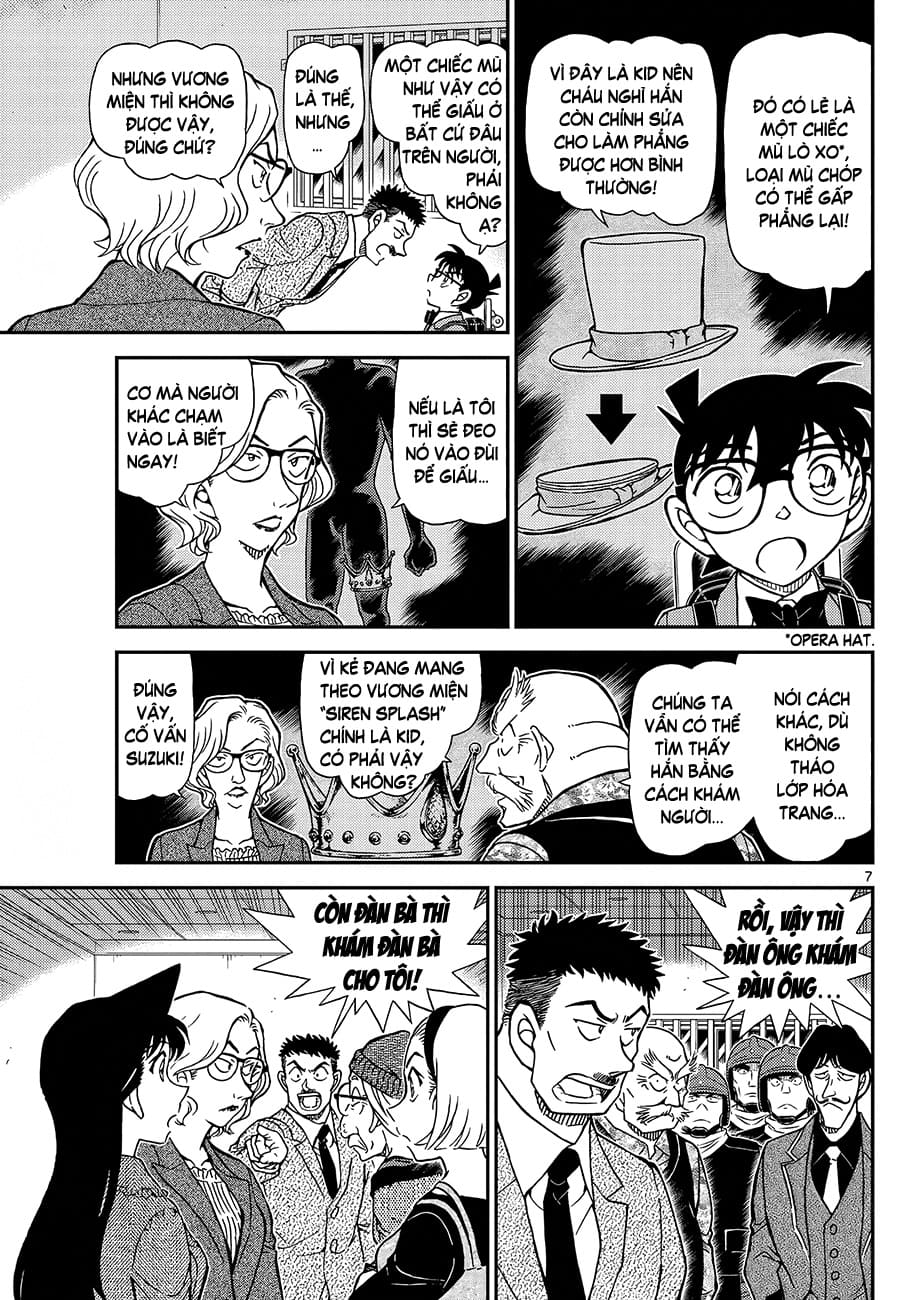 ĐÓ CÓ LẼ LÀ
MỘT CHIẾC
MŨ LÒ XO*,
LOẠI MŨ CHÓP
CÓ THỂ GẤP
PHẲNG LẠI!
VÌ ĐÂY LÀ KID NÊN
CHÁU NGHĨ HẮN
CÒN CHỈNH SỬA
CHO LÀM PHẲNG
ĐƯỢC HƠN BÌNH
THƯỜNG!
*OPERA HAT.
MỘT CHIẾC MŨ
NHƯ VẬY CÓ
THỂ GIẤU Ở
BẤT CỨ ĐÂU
TRÊN NGƯỜI,
PHẢI
KHÔNG
Ạ?
ĐÚNG
LÀ THẾ,
NHƯNG
...
NHƯNG VƯƠNG
MIỆN THÌ KHÔNG
ĐƯỢC VẬY,
ĐÚNG CHỨ?
NẾU LÀ TÔI
THÌ SẼ ĐEO
NÓ VÀO ĐÙI
ĐỂ GIẤU...
CƠ MÀ NGƯỜI
KHÁC CHẠM
VÀO LÀ BIẾT
NGAY!
NÓI CÁCH
KHÁC, DÙ
KHÔNG
THÁO
LỚP HÓA
TRANG...
CHÚNG TA
VẪN CÓ THỂ
TÌM THẤY
HẮN BẰNG
CÁCH KHÁM
NGƯỜI...
VÌ KẺ ĐANG MANG
THEO VƯƠNG MIỆN
"SIREN SPLASH"
CHÍNH LÀ KID,
CÓ PHẢI VẬY
KHÔNG?
ĐÚNG
VẬY,
CỐ VẤN
SUZUKI!
7
RỒI, VẬY THÌ
ĐÀN ÔNG KHÁM
ĐÀN ÔNG...
CÒN ĐÀN BÀ THÌ
KHÁM ĐÀN BÀ
CHO TÔI!